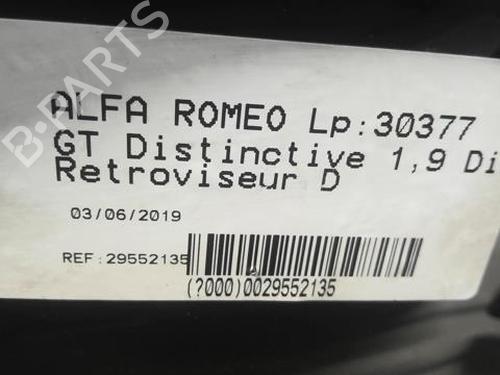 ALFA ROMEO Lp:30377
GT Distinctive 1,9 Di
Retroviseur D
03/06/2019
REF:29552135
(?000)0029552135
B-PARTS